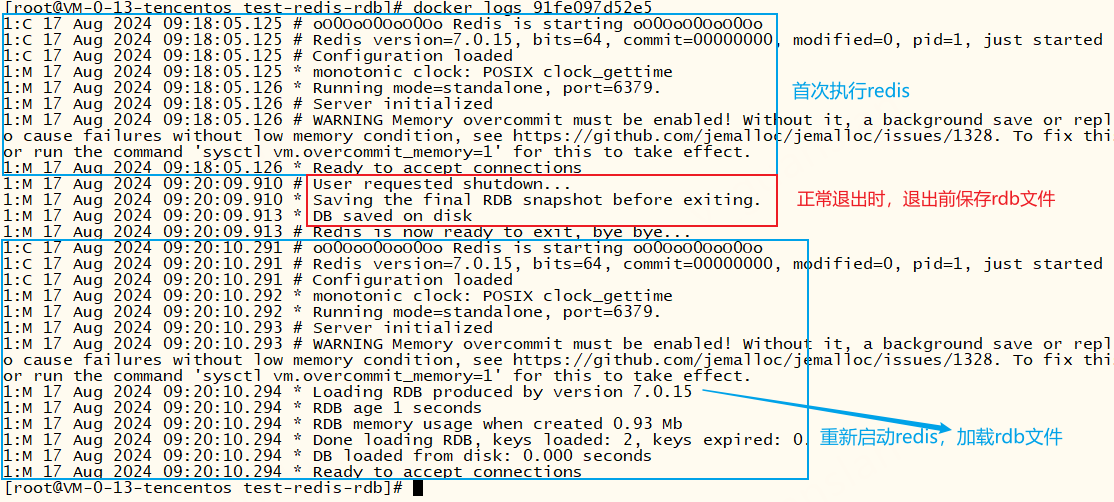 [root@VM-0-13-tencentos test-redis-rdb]# docker logs 91fe097d52e5
1:C 17 Aug 2024 09:18:05.125 # oO0OoO0OoO0Oo Redis is starting oO0OoO0OoO0Oo
1:C 17 Aug 2024 09:18:05.125 # Redis version=7.0.15, bits=64, commit=00000000, modified=0, pid=1, just started
1:C 17 Aug 2024 09:18:05.125 # Configuration loaded
1:M 17 Aug 2024 09:18:05.125 * monotonic clock: POSIX clock_gettime
1:M 17 Aug 2024 09:18:05.126 * Running mode=standalone, port=6379.
首次执行redis
1:M 17 Aug 2024 09:18:05.126 # Server initialized
1:M 17 Aug 2024 09:18:05.126 # WARNING Memory overcommit must be enabled! Without it, a background save or repl
o cause failures without low memory condition, see https://github.com/jemalloc/jemalloc/issues/1328. To fix thi
or run the command 'sysctl vm.overcommit_memory=1' for this to take effect.
1:M 17 Aug 2024 09:18:05.126 * Ready to accept connections
1:M 17 Aug 2024 09:20:09.910 # User requested shutdown...
1:M 17 Aug 2024 09:20:09.910 * Saving the final RDB snapshot before exiting.
正常退出时，退出前保存rdb文件
1:M 17 Aug 2024 09:20:09.913 * DB saved on disk
1:M 17 Aug 2024 09:20:09.913 # Redis is now ready to exit, bye bye...
1:C 17 Aug 2024 09:20:10.291 # oO0OoO0OoO0Oo Redis is starting oO0OoO0OoO0Oo
1:C 17 Aug 2024 09:20:10.291 # Redis version=7.0.15, bits=64, commit=00000000, modified=0, pid=1, just started
1:C 17 Aug 2024 09:20:10.291 # Configuration loaded
1:M 17 Aug 2024 09:20:10.292 * monotonic clock: POSIX clock_gettime
1:M 17 Aug 2024 09:20:10.292 * Running mode=standalone, port=6379.
1:M 17 Aug 2024 09:20:10.293 # Server initialized
1:M 17 Aug 2024 09:20:10.293 # WARNING Memory overcommit must be enabled! Without it, a background save or repl
o cause failures without low memory condition, see https://github.com/jemalloc/jemalloc/issues/1328. To fix thi
or run the command 'sysctl vm.overcommit_memory=1' for this to take effect.
1:M 17 Aug 2024 09:20:10.294 * Loading RDB produced by version 7.0.15
1:M 17 Aug 2024 09:20:10.294 * RDB age 1 seconds
1:M 17 Aug 2024 09:20:10.294 * RDB memory usage when created 0.93 Mb
1:M 17 Aug 2024 09:20:10.294 * Done loading RDB, keys loaded: 2, keys expired: 0.
重新启动redis，加载rdb文件
1:M 17 Aug 2024 09:20:10.294 * DB loaded from disk: 0.000 seconds
1:M 17 Aug 2024 09:20:10.294 * Ready to accept connections
[root@VM-0-13-tencentos test-redis-rdb]#